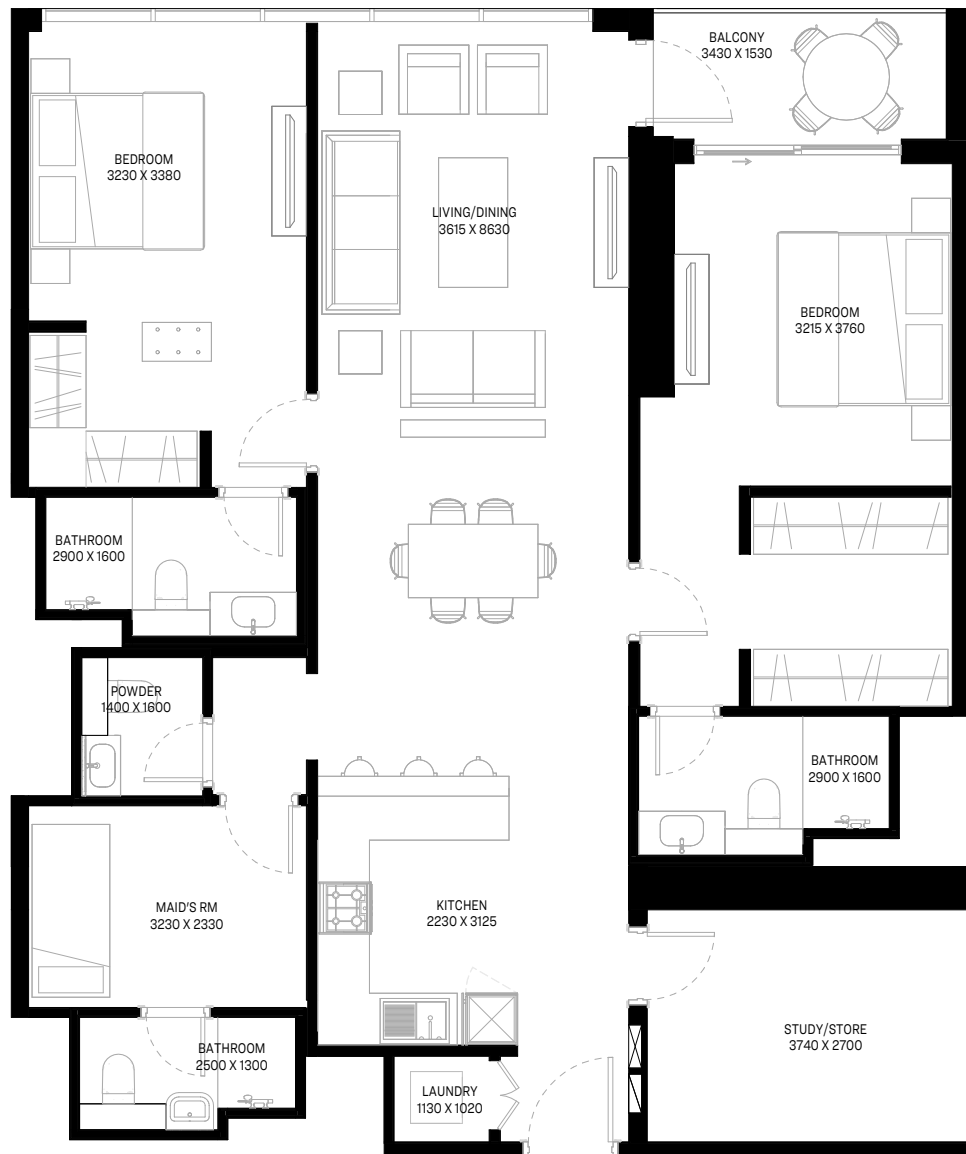 BALCONY
3430 X 1530
BEDROOM
3230 X 3380
LIVING/DINING
3615 X 8630
BEDROOM
3215 X 3760
BATHROOM
2900 X 1600
POWDER
1400 X 1600
BATHROOM
2900 X 1600
MAID'S RM
3230 X 2330
KITCHEN
2230 X 3125
STUDY/STORE
3740 X 2700
BATHROOM
2500 X 1300
LAUNDRY
1130 X 1020